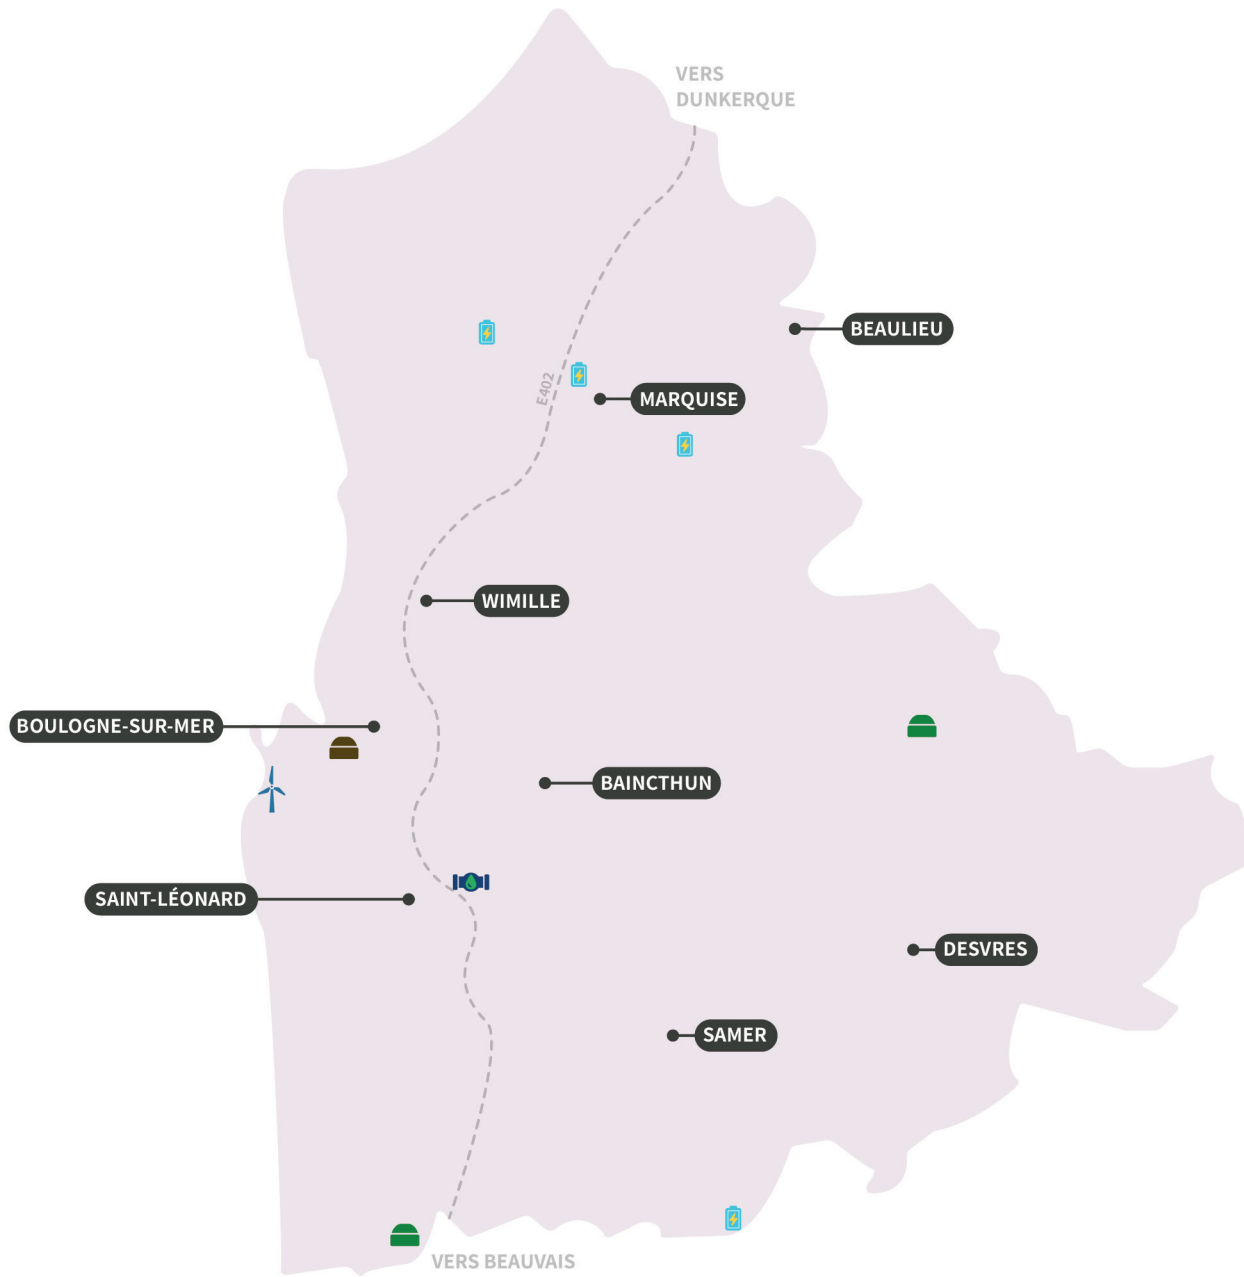 VERS
DUNKERQUE
BEAULIEU
E402
MARQUISE
WIMILLE
BOULOGNE-SUR-MER
BAINCTHUN
SAINT-LÉONARD
DESVRES
SAMER
VERS BEAUVAIS